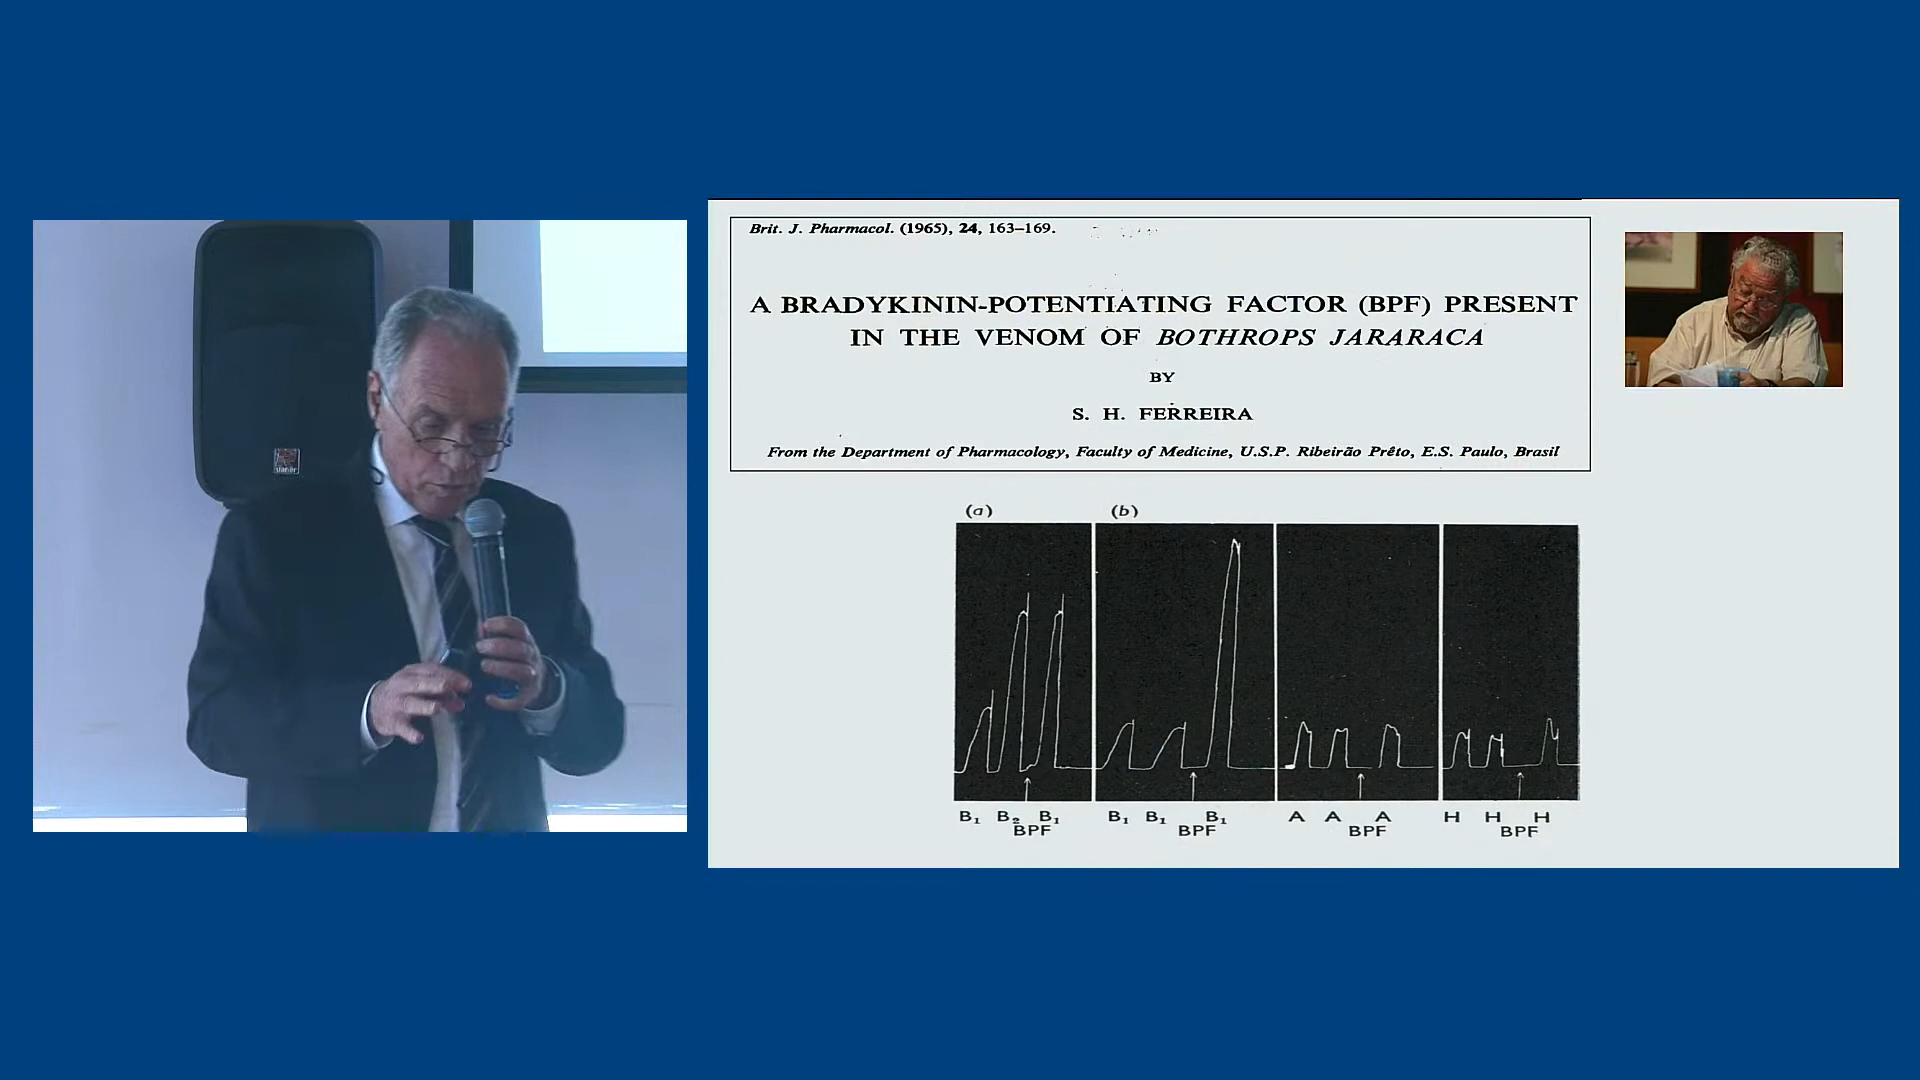 Brit. J. Pharmacol. (1965), 24, 163–169.
A BRADYKININ-POTENTIATING FACTOR (BPF) PRESENT
IN THE VENOM OF BOTHROPS JARARACA
BY
S. H. FERREIRA
From the Department of Pharmacology, Faculty of Medicine, U.S.P. Ribeirão Prêto, E.S. Paulo, Brasil
(a) (b)
B₁ B₂ B₁ B₁ B₁ B₁ A A A H H H
BPF BPF BPF BPF